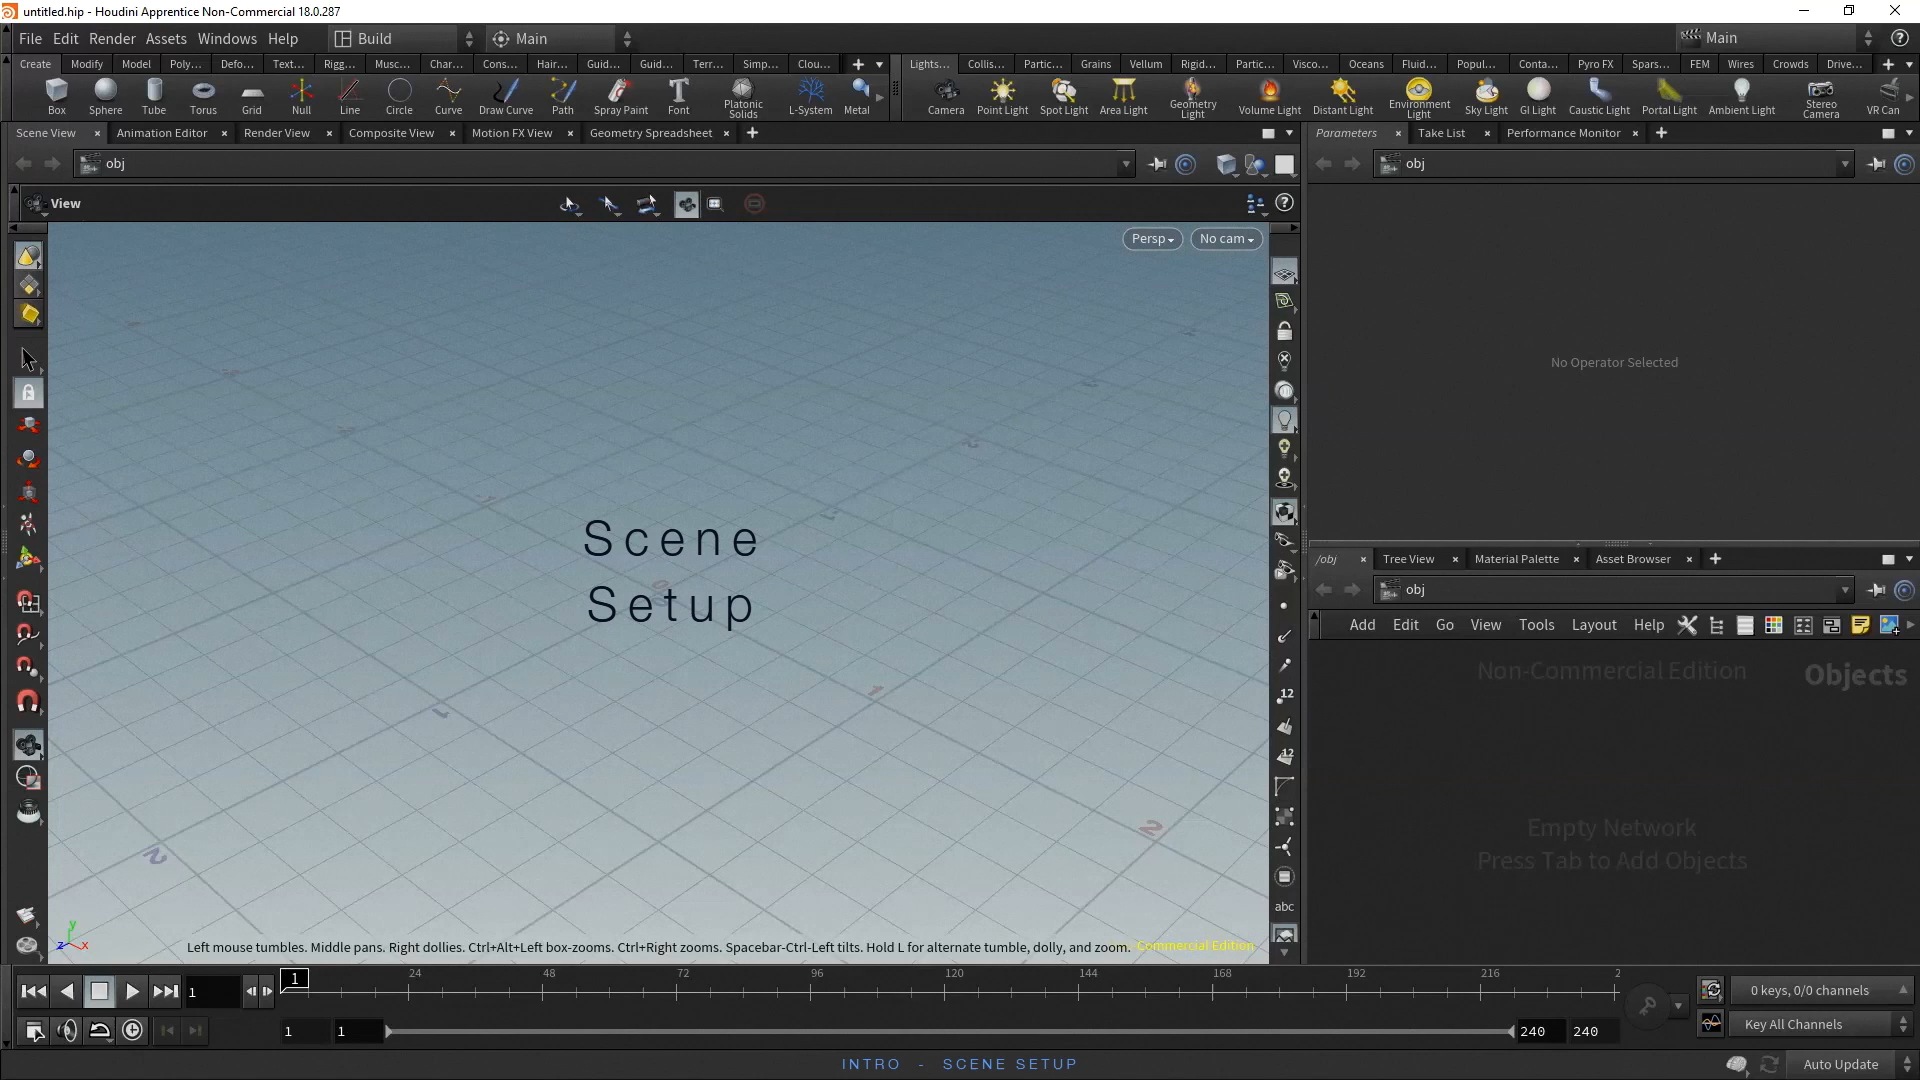 untitled.hip - Houdini Apprentice Non-Commercial 18.0.287
File Edit Render Assets Windows Help Build Main Main
Create Modify Model Poly... Defo... Text... Rigg... Musc... Char... Cons... Hair... Guid... Guid... Terr... Simp... Clou... Lights... Collis... Partic... Grains Vellum Rigid... Partic... Visco... Oceans Fluid... Popul... Conta... Pyro FX Spars... FEM Wires Crowds Drive...
Box Sphere Tube Torus Grid Null Line Circle Curve Draw Curve Path Spray Paint Font Platonic Solids L-System Metal Camera Point Light Spot Light Area Light Geometry Light Volume Light Distant Light Environment Light Sky Light GI Light Caustic Light Portal Light Ambient Light Stereo Camera VR Can
Scene View Animation Editor Render View Composite View Motion FX View Geometry Spreadsheet Parameters Take List Performance Monitor
obj obj
View
Persp No cam
No Operator Selected
Scene
Setup
/obj Tree View Material Palette Asset Browser
obj
Add Edit Go View Tools Layout Help
Non-Commercial Edition Objects
Empty Network
Press Tab to Add Objects
12
12
abc
y
z x
Left mouse tumbles. Middle pans. Right dollies. Ctrl+Alt+Left box-zooms. Ctrl+Right zooms. Spacebar-Ctrl-Left tilts. Hold L for alternate tumble, dolly, and zoom. Commercial Edition
1 1 24 48 72 96 120 144 168 192 216 2
0 keys, 0/0 channels
1 1 240 240 Key All Channels
INTRO - SCENE SETUP
Auto Update